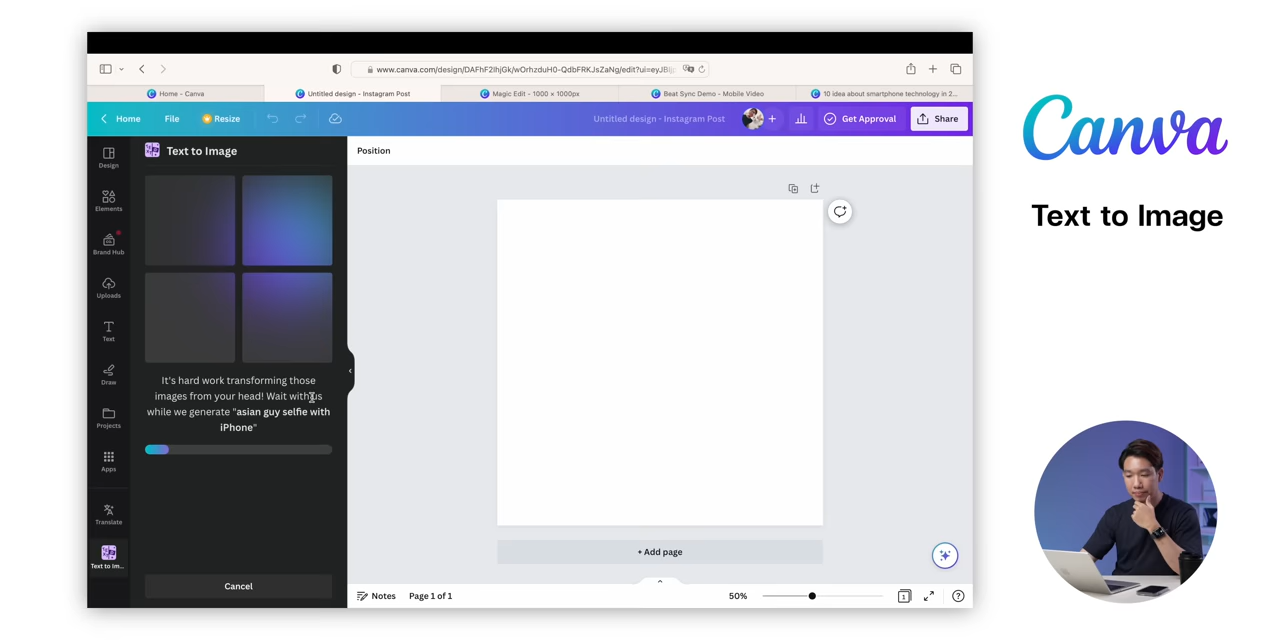 www.canva.com/design/DAFhF2IhjGk/wOrhzduH0-QdbFRKJsZaNg/edit?ui=eyJBIj
Home - Canva
Untitled design - Instagram Post
Magic Edit - 1000 × 1000px
Beat Sync Demo - Mobile Video
10 idea about smartphone technology in 2...
Home
File
Resize
Untitled design - Instagram Post
Get Approval
Share
Design
Elements
Brand Hub
Uploads
Text
Draw
Projects
Apps
Translate
Text to Im...
Text to Image
It's hard work transforming those
images from your head! Wait with us
while we generate "asian guy selfie with
iPhone"
Cancel
Position
+ Add page
Notes
Page 1 of 1
50%
1
Canva
Text to Image